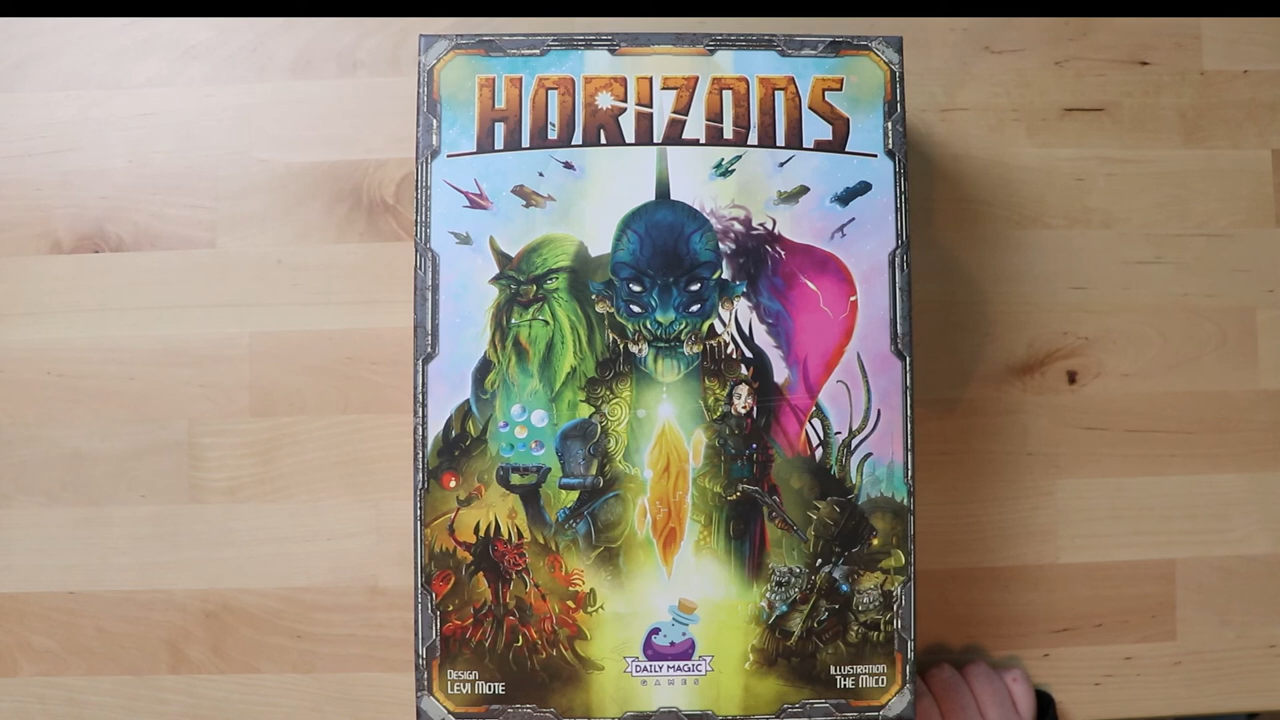 HORIZONS
DAILY MAGIC
GAMES
DESIGN
LEVI MOTE
ILLUSTRATION
THE MICO